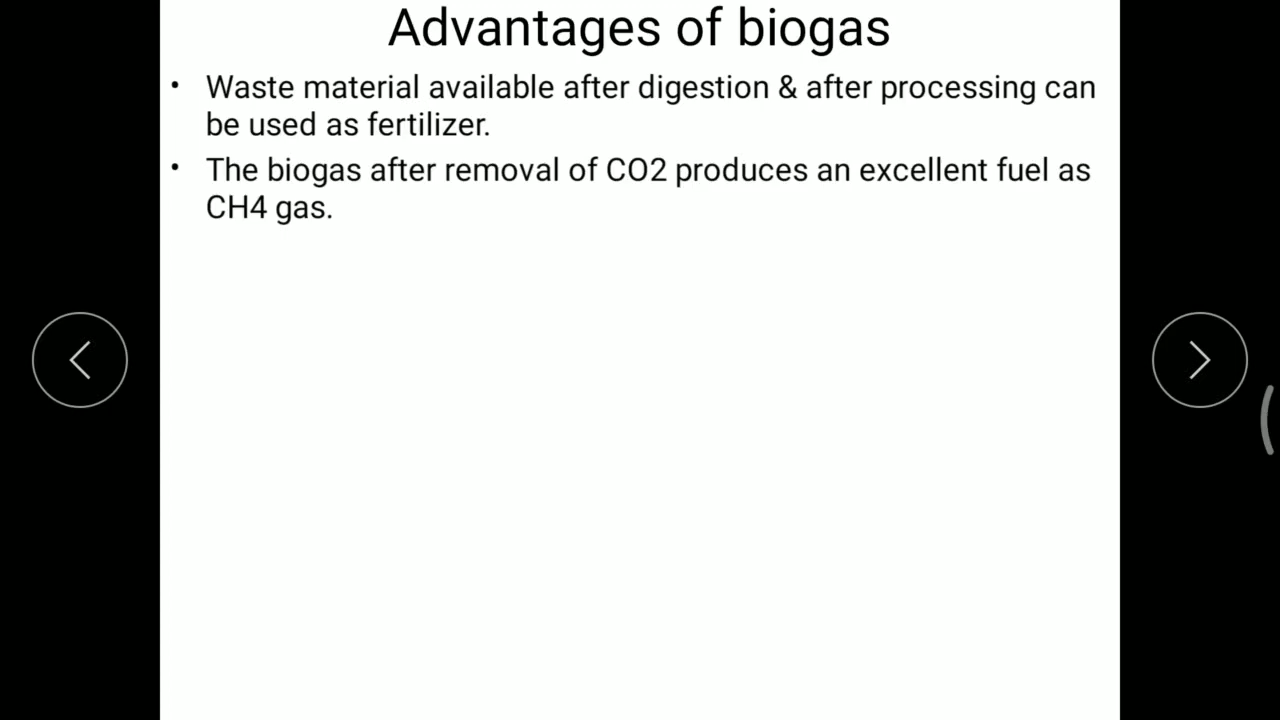 Advantages of biogas
• Waste material available after digestion & after processing can
be used as fertilizer.
• The biogas after removal of CO2 produces an excellent fuel as
CH4 gas.